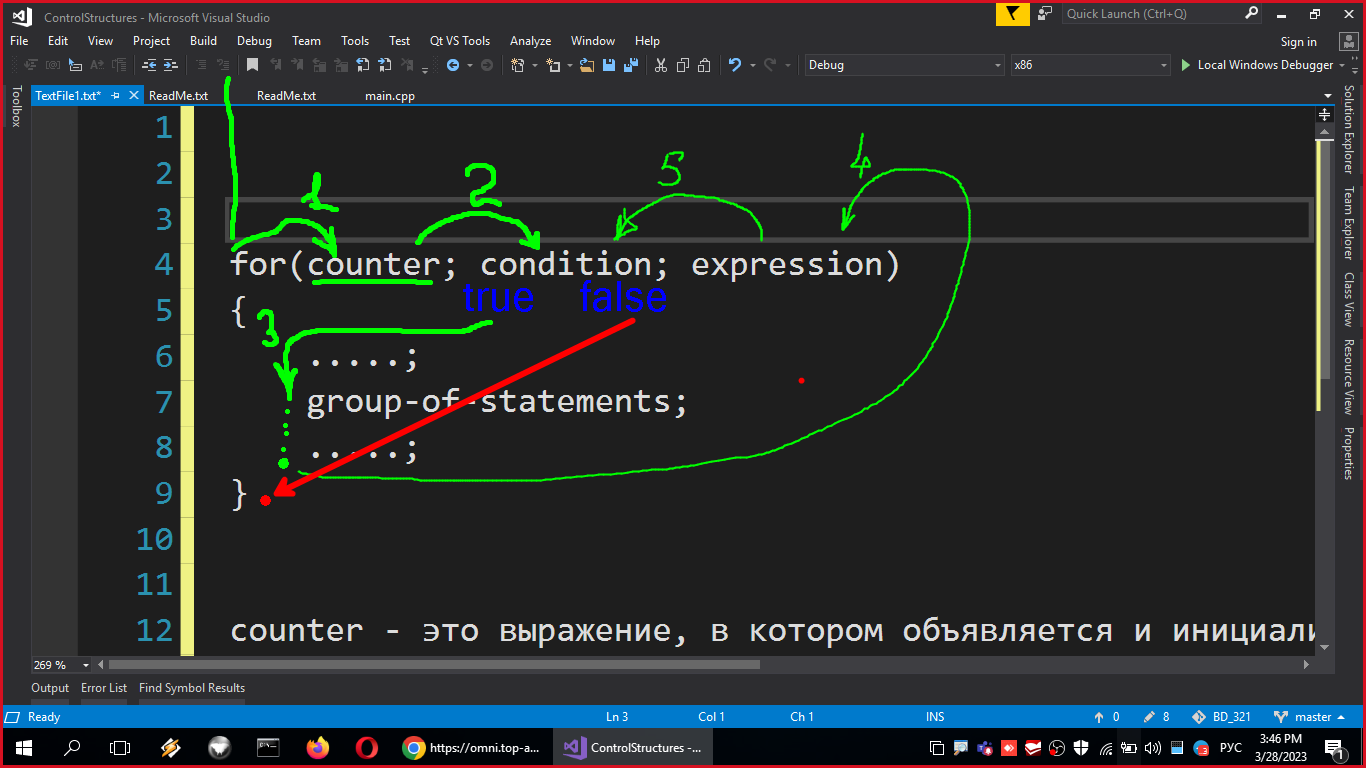 ControlStructures - Microsoft Visual Studio
Quick Launch (Ctrl+Q)
File Edit View Project Build Debug Team Tools Test Qt VS Tools Analyze Window Help
Sign in
Debug x86 Local Windows Debugger
Toolbox
TextFile1.txt* ReadMe.txt ReadMe.txt main.cpp
Solution Explorer
Team Explorer
Class View
Resource View
Properties
1
2
3
1 2 5 4
4 for(counter; condition; expression)
true false
5 {
3
6 .....;
7 group-of-statements;
8 .....;
9 }
10
11
12 counter - это выражение, в котором объявляется и инициали
269 %
Output Error List Find Symbol Results
Ready Ln 3 Col 1 Ch 1 INS 0 8 BD_321 master
https://omni.top-a... ControlStructures -... РУС
3:46 PM
3/28/2023
1